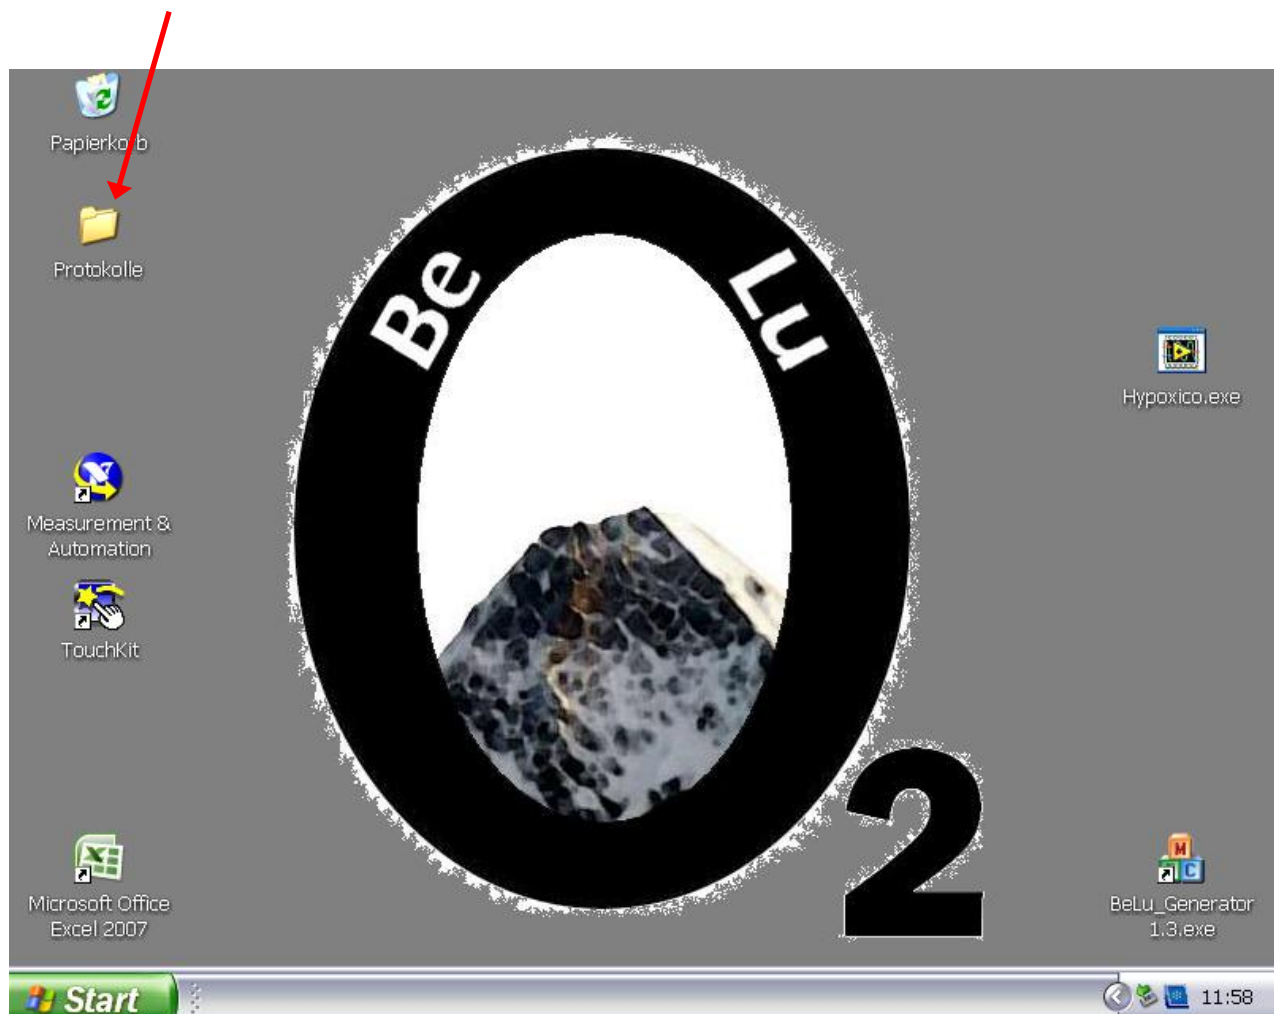 Papierkorb
Protokolle
Be Lu
2
Hypoxico.exe
Measurement &
Automation
TouchKit
Microsoft Office
Excel 2007
M
C
BeLu_Generator
1.3.exe
Start
11:58